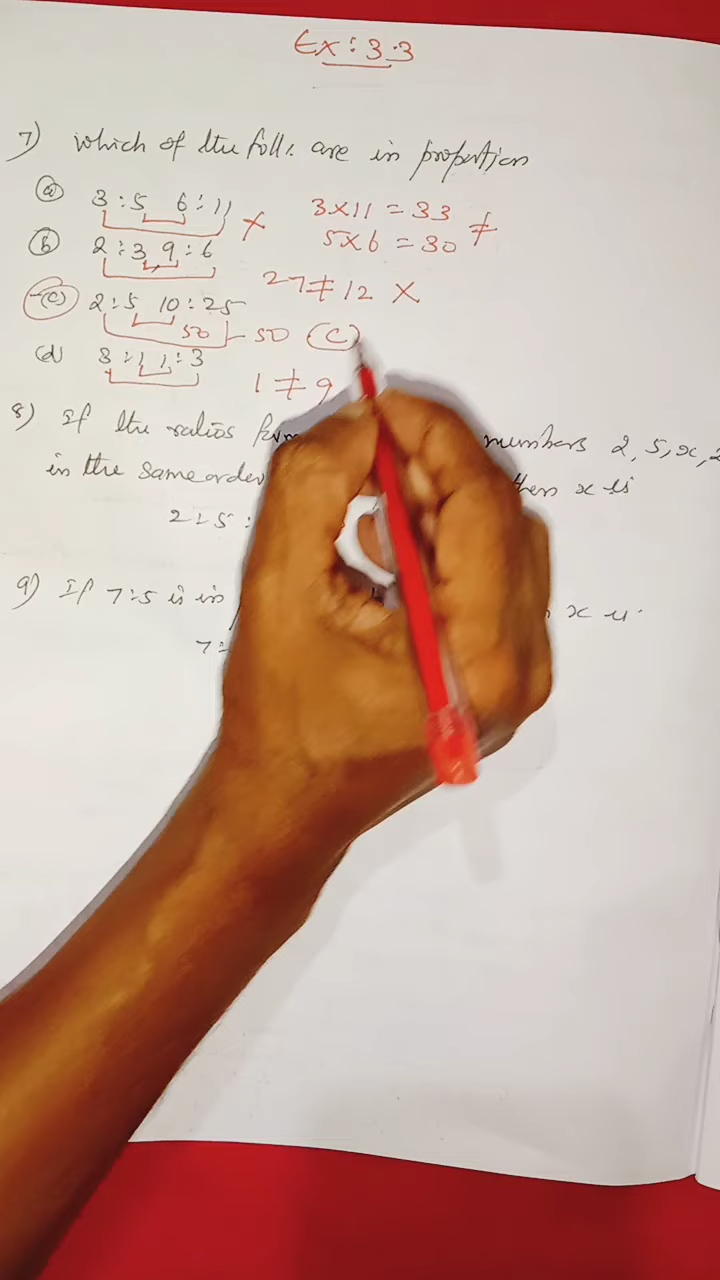 Ex: 3.3
7) Which of the foll. are in proportion
(a) 3:5 6:11 × 3×11 = 33
5×6 = 30 ≠
(b) 2:3, 9:6
27 ≠ 12 ×
(c) 2:5 10:25
50 50 (C)
(d) 3:1 1:3
1 ≠ 9
8) If the ratios numbers 2, 5, x,
in the same order then x is
2:5:
9) If 7:5 is in x is
7: